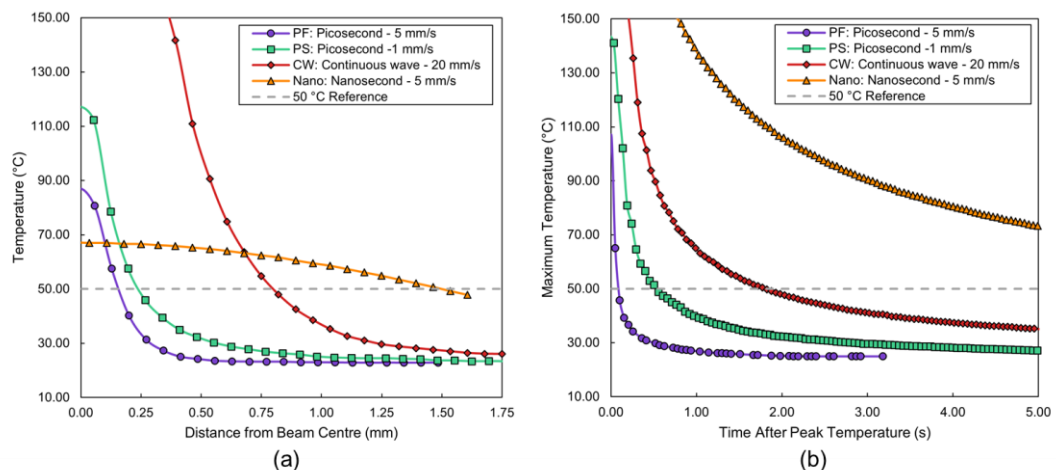 150.00
130.00
110.00
90.00
70.00
50.00
30.00
10.00
Temperature (°C)
PF: Picosecond - 5 mm/s
PS: Picosecond -1 mm/s
CW: Continuous wave - 20 mm/s
Nano: Nanosecond - 5 mm/s
50 °C Reference
0.00 0.25 0.50 0.75 1.00 1.25 1.50 1.75
Distance from Beam Centre (mm)
(a)
150.00
130.00
110.00
90.00
70.00
50.00
30.00
10.00
Maximum Temperature (°C)
PF: Picosecond - 5 mm/s
PS: Picosecond -1 mm/s
CW: Continuous wave - 20 mm/s
Nano: Nanosecond - 5 mm/s
50 °C Reference
0.00 1.00 2.00 3.00 4.00 5.00
Time After Peak Temperature (s)
(b)